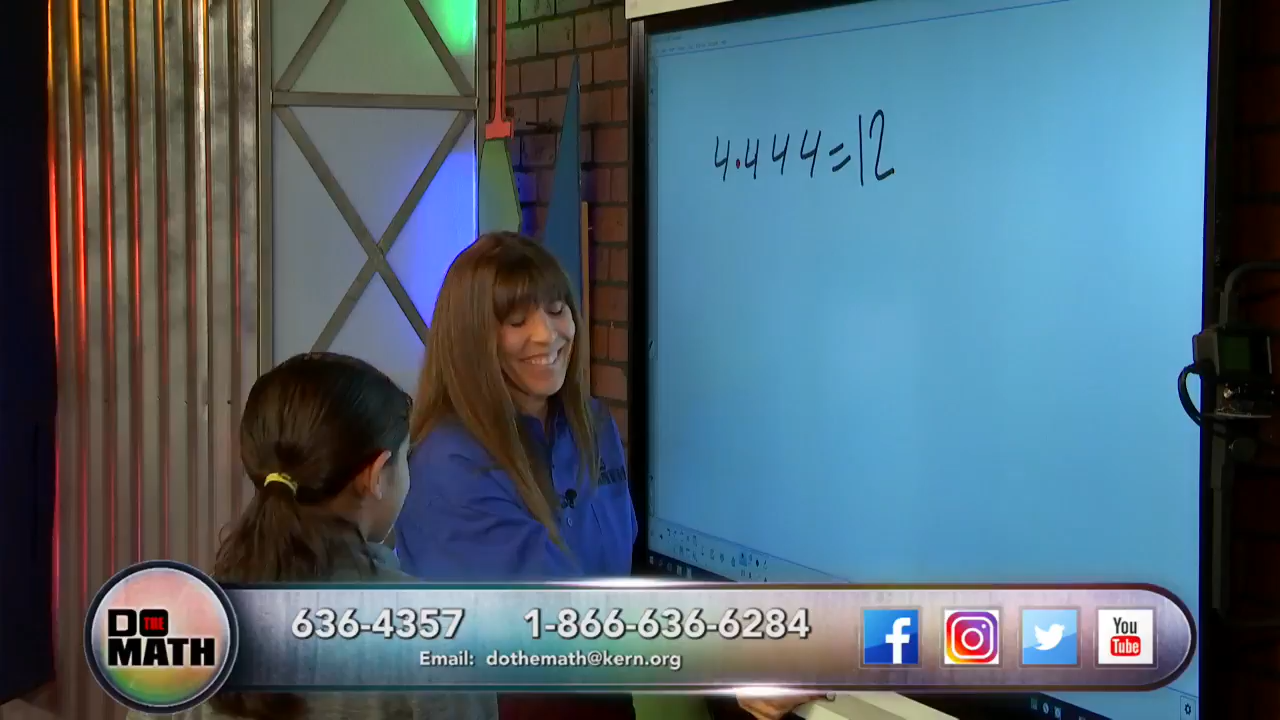 4·444=12
636-4357 1-866-636-6284
Email: dothemath@kern.org
DO THE
MATH
You
Tube